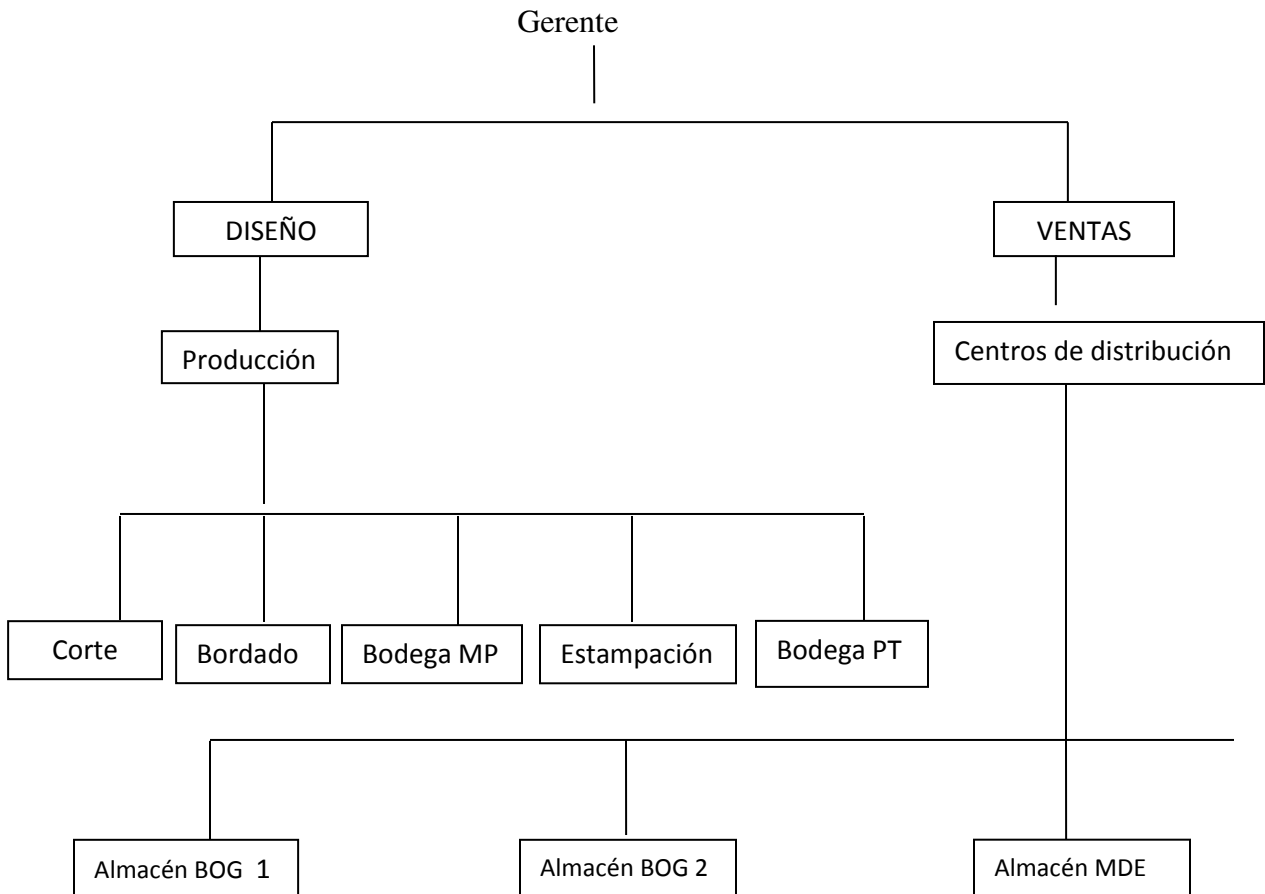 Gerente
DISEÑO
VENTAS
Producción
Centros de distribución
Corte
Bordado
Bodega MP
Estampación
Bodega PT
Almacén BOG 1
Almacén BOG 2
Almacén MDE